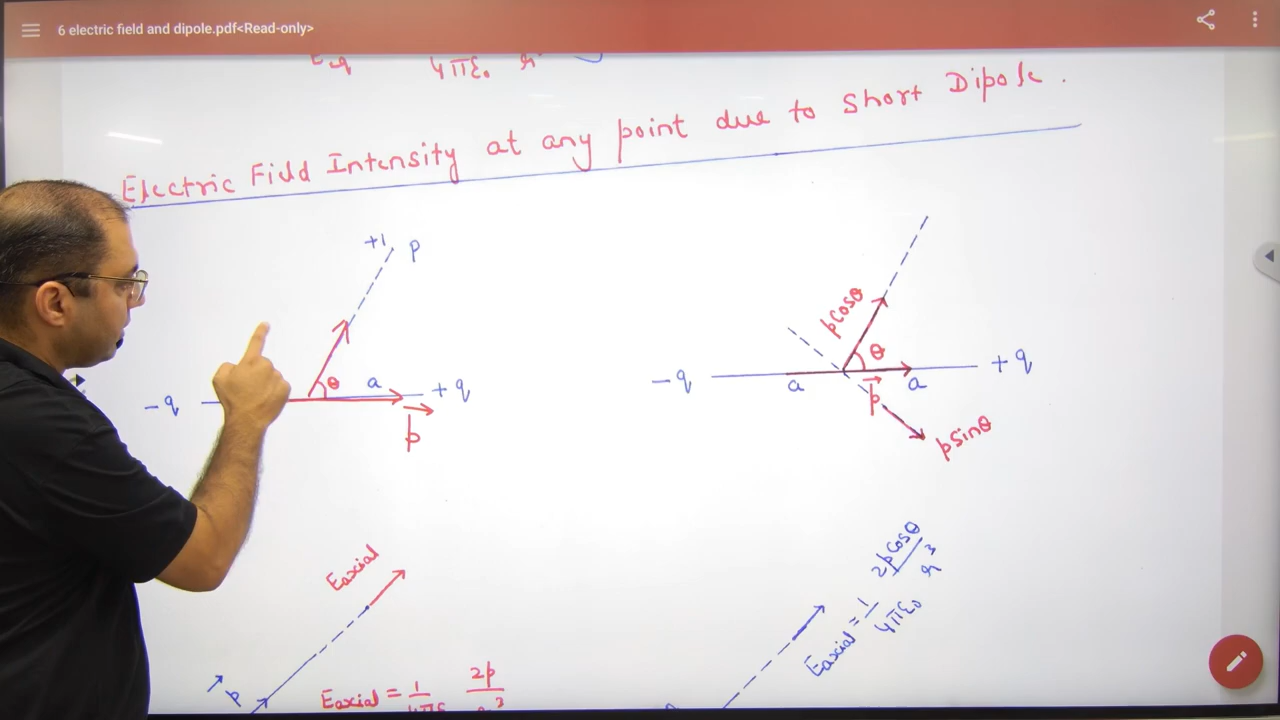 6 electric field and dipole.pdf<Read-only>
4πε₀
Electric Field Intensity at any point due to Short Dipole.
+1 P
θ a
-q +q
p
pCosθ
θ
-q +q
a p a
pSinθ
Eaxial
p
Eaxial = 1 2p
Eaxial = 1/4πε₀ 2pCosθ/r³